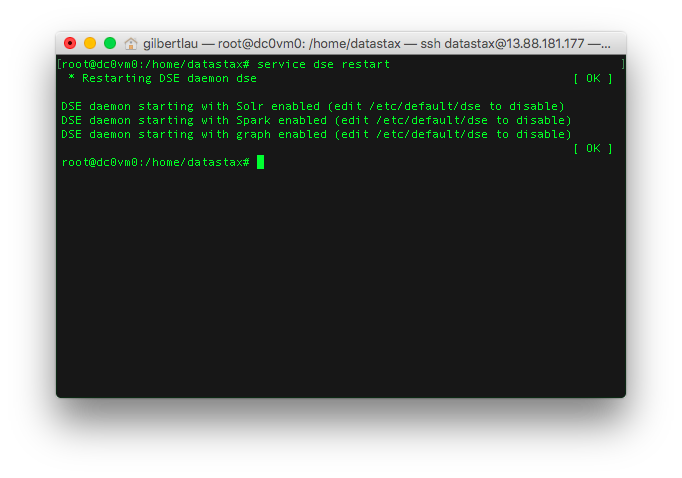 gilbertlau — root@dc0vm0: /home/datastax — ssh datastax@13.88.181.177 —...
[root@dc0vm0:/home/datastax# service dse restart ]
* Restarting DSE daemon dse [ OK ]
DSE daemon starting with Solr enabled (edit /etc/default/dse to disable)
DSE daemon starting with Spark enabled (edit /etc/default/dse to disable)
DSE daemon starting with graph enabled (edit /etc/default/dse to disable)
[ OK ]
root@dc0vm0:/home/datastax#